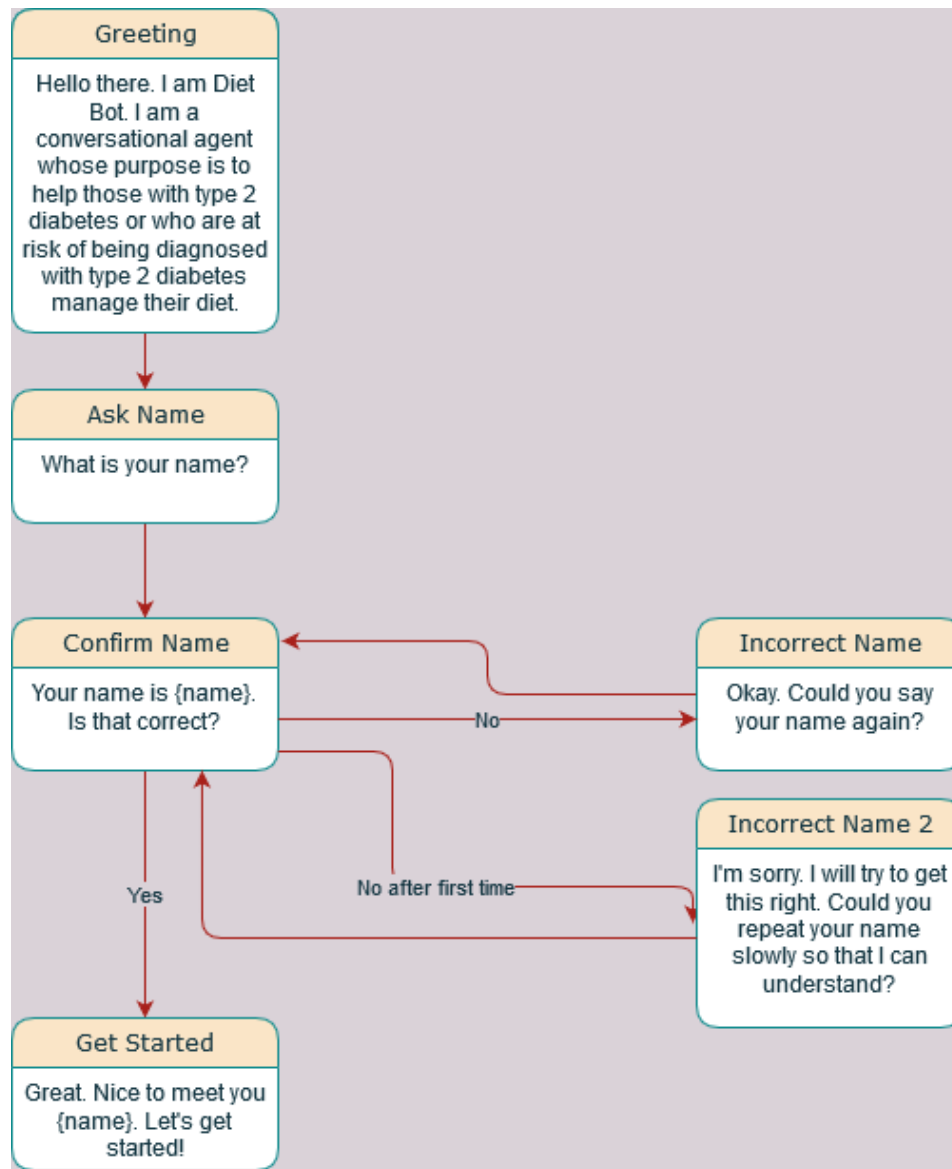 Greeting
Hello there. I am Diet
Bot. I am a
conversational agent
whose purpose is to
help those with type 2
diabetes or who are at
risk of being diagnosed
with type 2 diabetes
manage their diet.
Ask Name
What is your name?
Confirm Name
Your name is {name}.
Is that correct?
No
Incorrect Name
Okay. Could you say
your name again?
Incorrect Name 2
I'm sorry. I will try to get
this right. Could you
repeat your name
slowly so that I can
understand?
No after first time
Yes
Get Started
Great. Nice to meet you
{name}. Let's get
started!